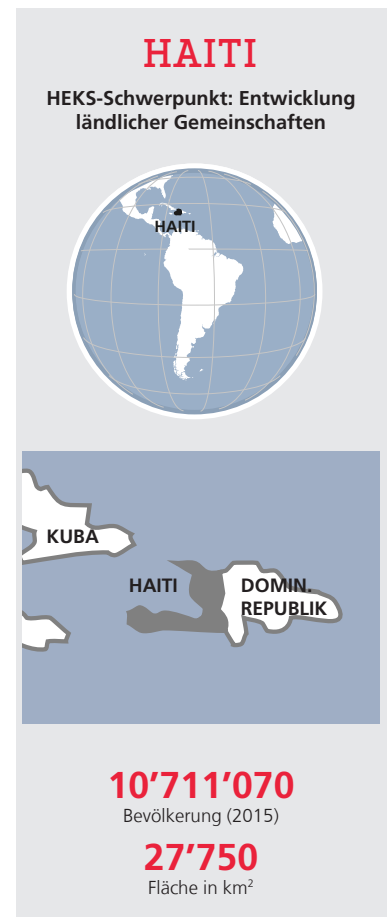 HAITI
HEKS-Schwerpunkt: Entwicklung
ländlicher Gemeinschaften
HAITI
KUBA
HAITI
DOMIN.
REPUBLIK
10’711’070
Bevölkerung (2015)
27’750
Fläche in km²